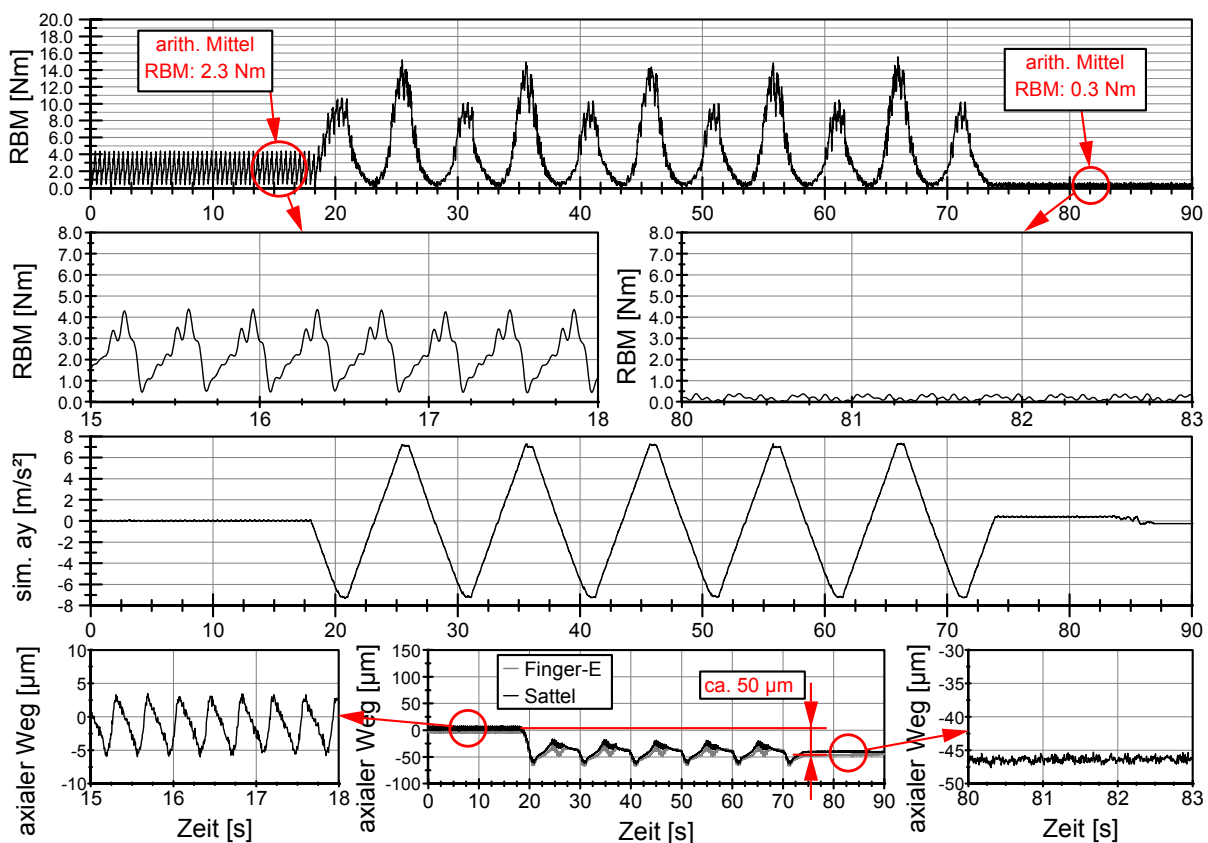 20.0
18.0
16.0
14.0
12.0
10.0
8.0
6.0
4.0
2.0
0.0
RBM [Nm]
arith. Mittel
RBM: 2.3 Nm
arith. Mittel
RBM: 0.3 Nm
0 10 20 30 40 50 60 70 80 90
8.0
7.0
6.0
5.0
4.0
3.0
2.0
1.0
0.0
RBM [Nm]
15 16 17 18
8.0
7.0
6.0
5.0
4.0
3.0
2.0
1.0
0.0
RBM [Nm]
80 81 82 83
8
6
4
2
0
-2
-4
-6
-8
sim. ay [m/s²]
0 10 20 30 40 50 60 70 80 90
10
5
0
-5
-10
axialer Weg [µm]
15 16 17 18
Zeit [s]
150
100
50
0
-50
-100
axialer Weg [µm]
Finger-E
Sattel
ca. 50 µm
0 10 20 30 40 50 60 70 80 90
Zeit [s]
-30
-35
-40
-45
-50
axialer Weg [µm]
80 81 82 83
Zeit [s]